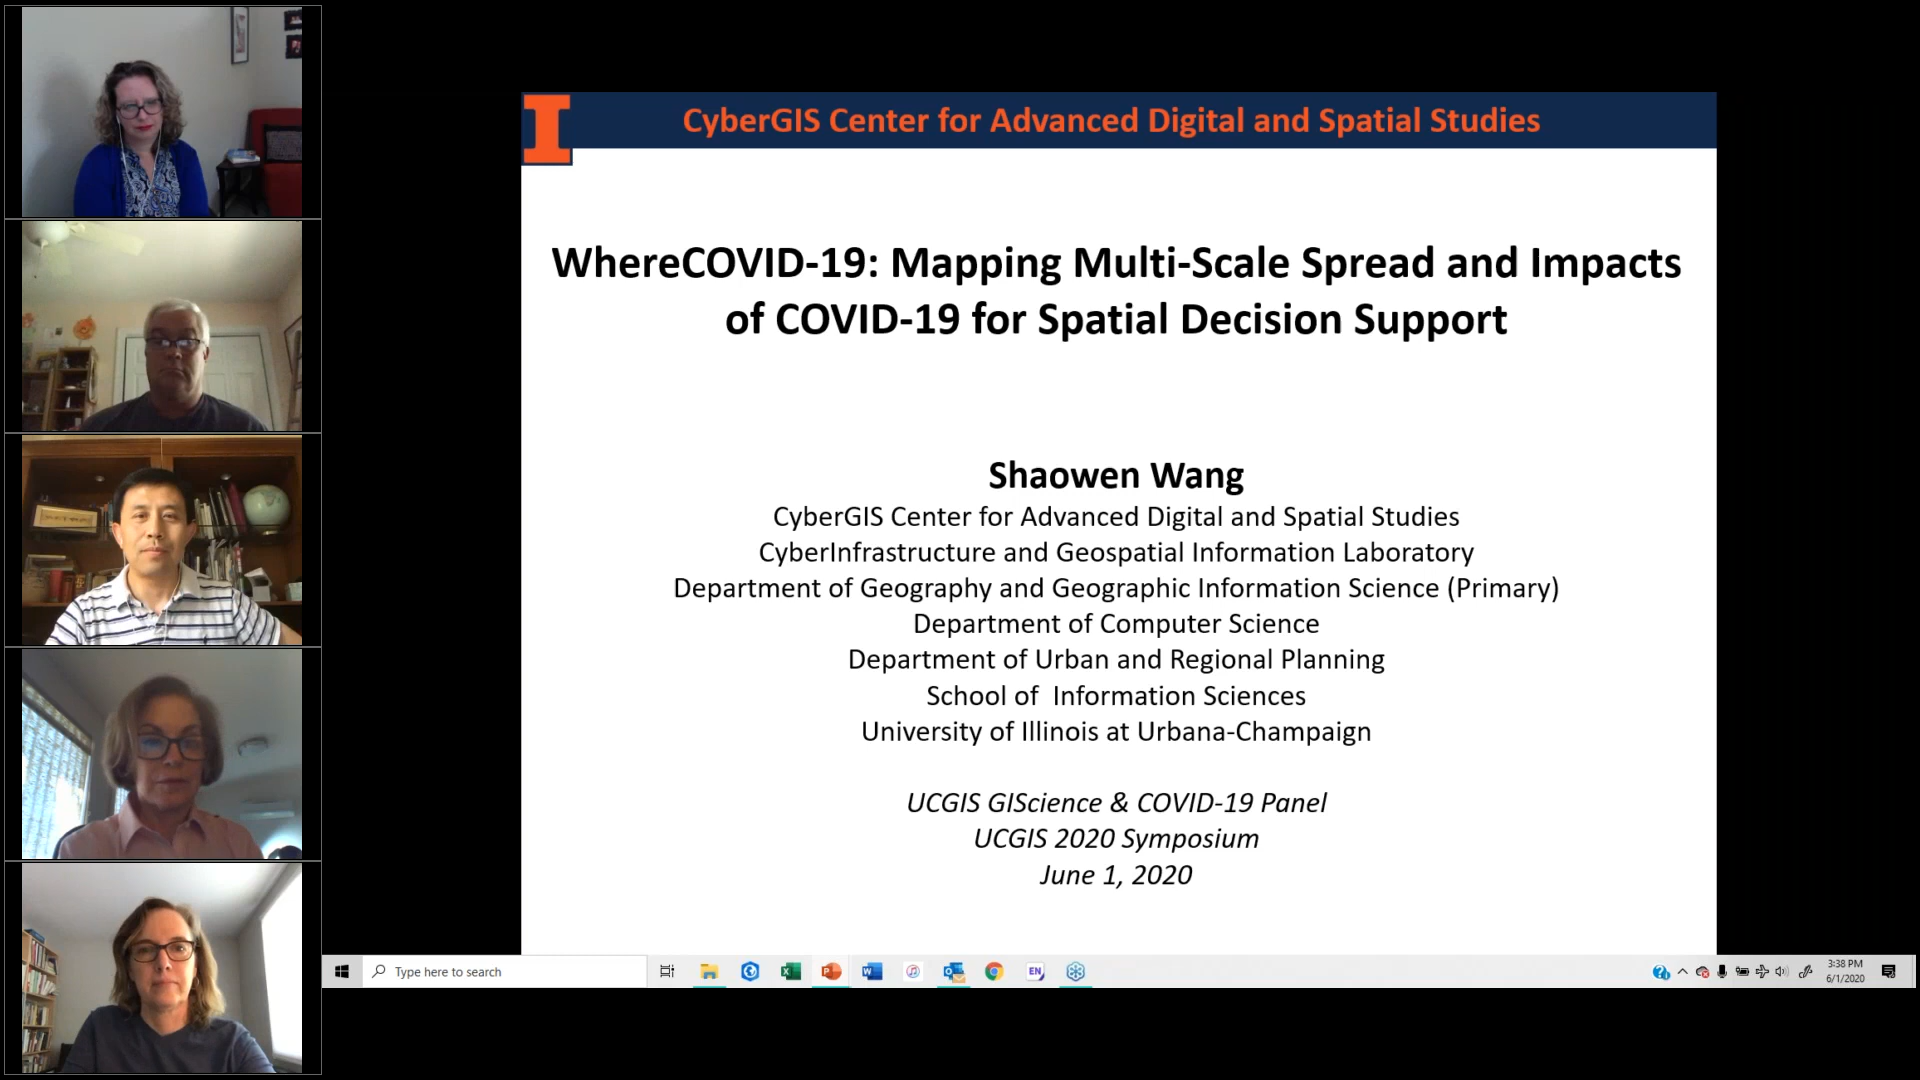 CyberGIS Center for Advanced Digital and Spatial Studies
WhereCOVID-19: Mapping Multi-Scale Spread and Impacts
of COVID-19 for Spatial Decision Support
Shaowen Wang
CyberGIS Center for Advanced Digital and Spatial Studies
CyberInfrastructure and Geospatial Information Laboratory
Department of Geography and Geographic Information Science (Primary)
Department of Computer Science
Department of Urban and Regional Planning
School of  Information Sciences
University of Illinois at Urbana-Champaign
UCGIS GIScience & COVID-19 Panel
UCGIS 2020 Symposium
June 1, 2020
Type here to search
EN
3:38 PM
6/1/2020